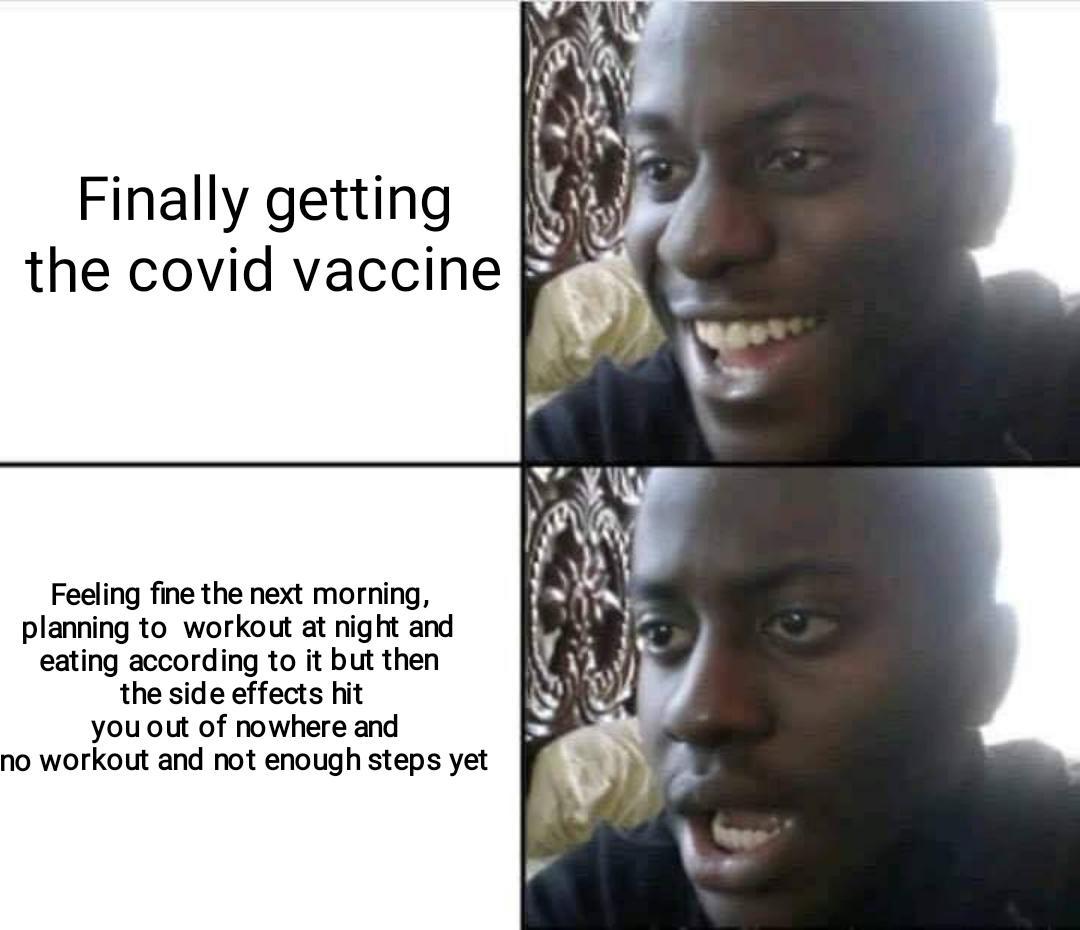 Finally getting
the covid vaccine
Feeling fine the next morning,
planning to workout at night and
eating according to it but then
the side effects hit
you out of nowhere and
no workout and not enough steps yet